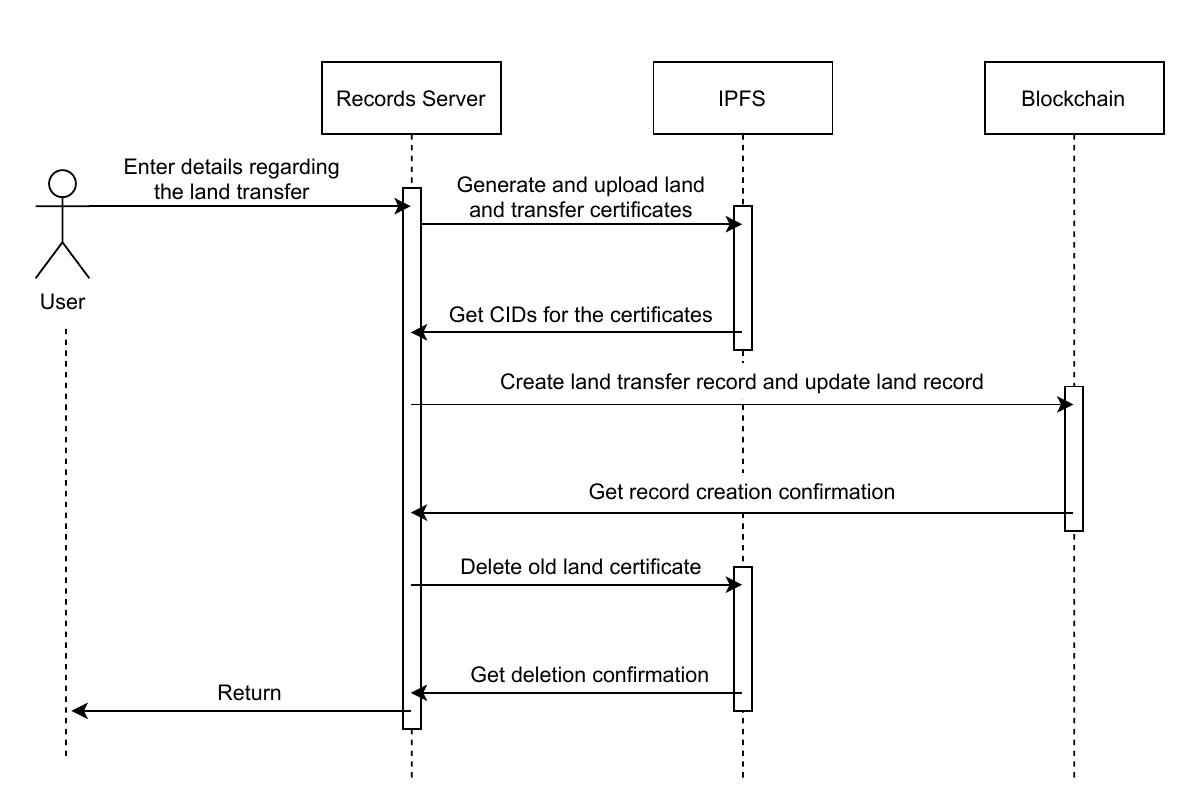 Records Server
IPFS
Blockchain
Enter details regarding
the land transfer
Generate and upload land
and transfer certificates
User
Get CIDs for the certificates
Create land transfer record and update land record
Get record creation confirmation
Delete old land certificate
Get deletion confirmation
Return